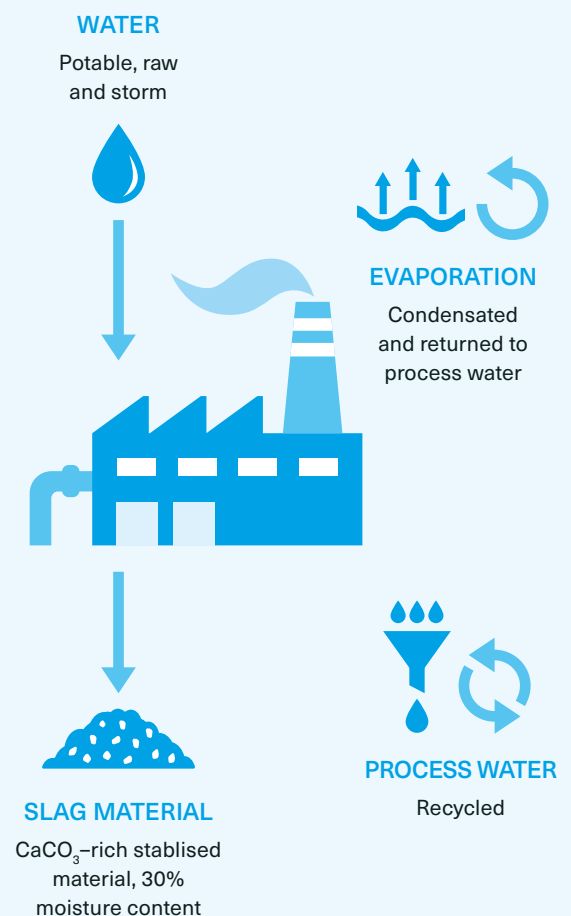 WATER
Potable, raw
and storm
EVAPORATION
Condensated
and returned to
process water
PROCESS WATER
Recycled
SLAG MATERIAL
CaCO₃–rich stablised
material, 30%
moisture content